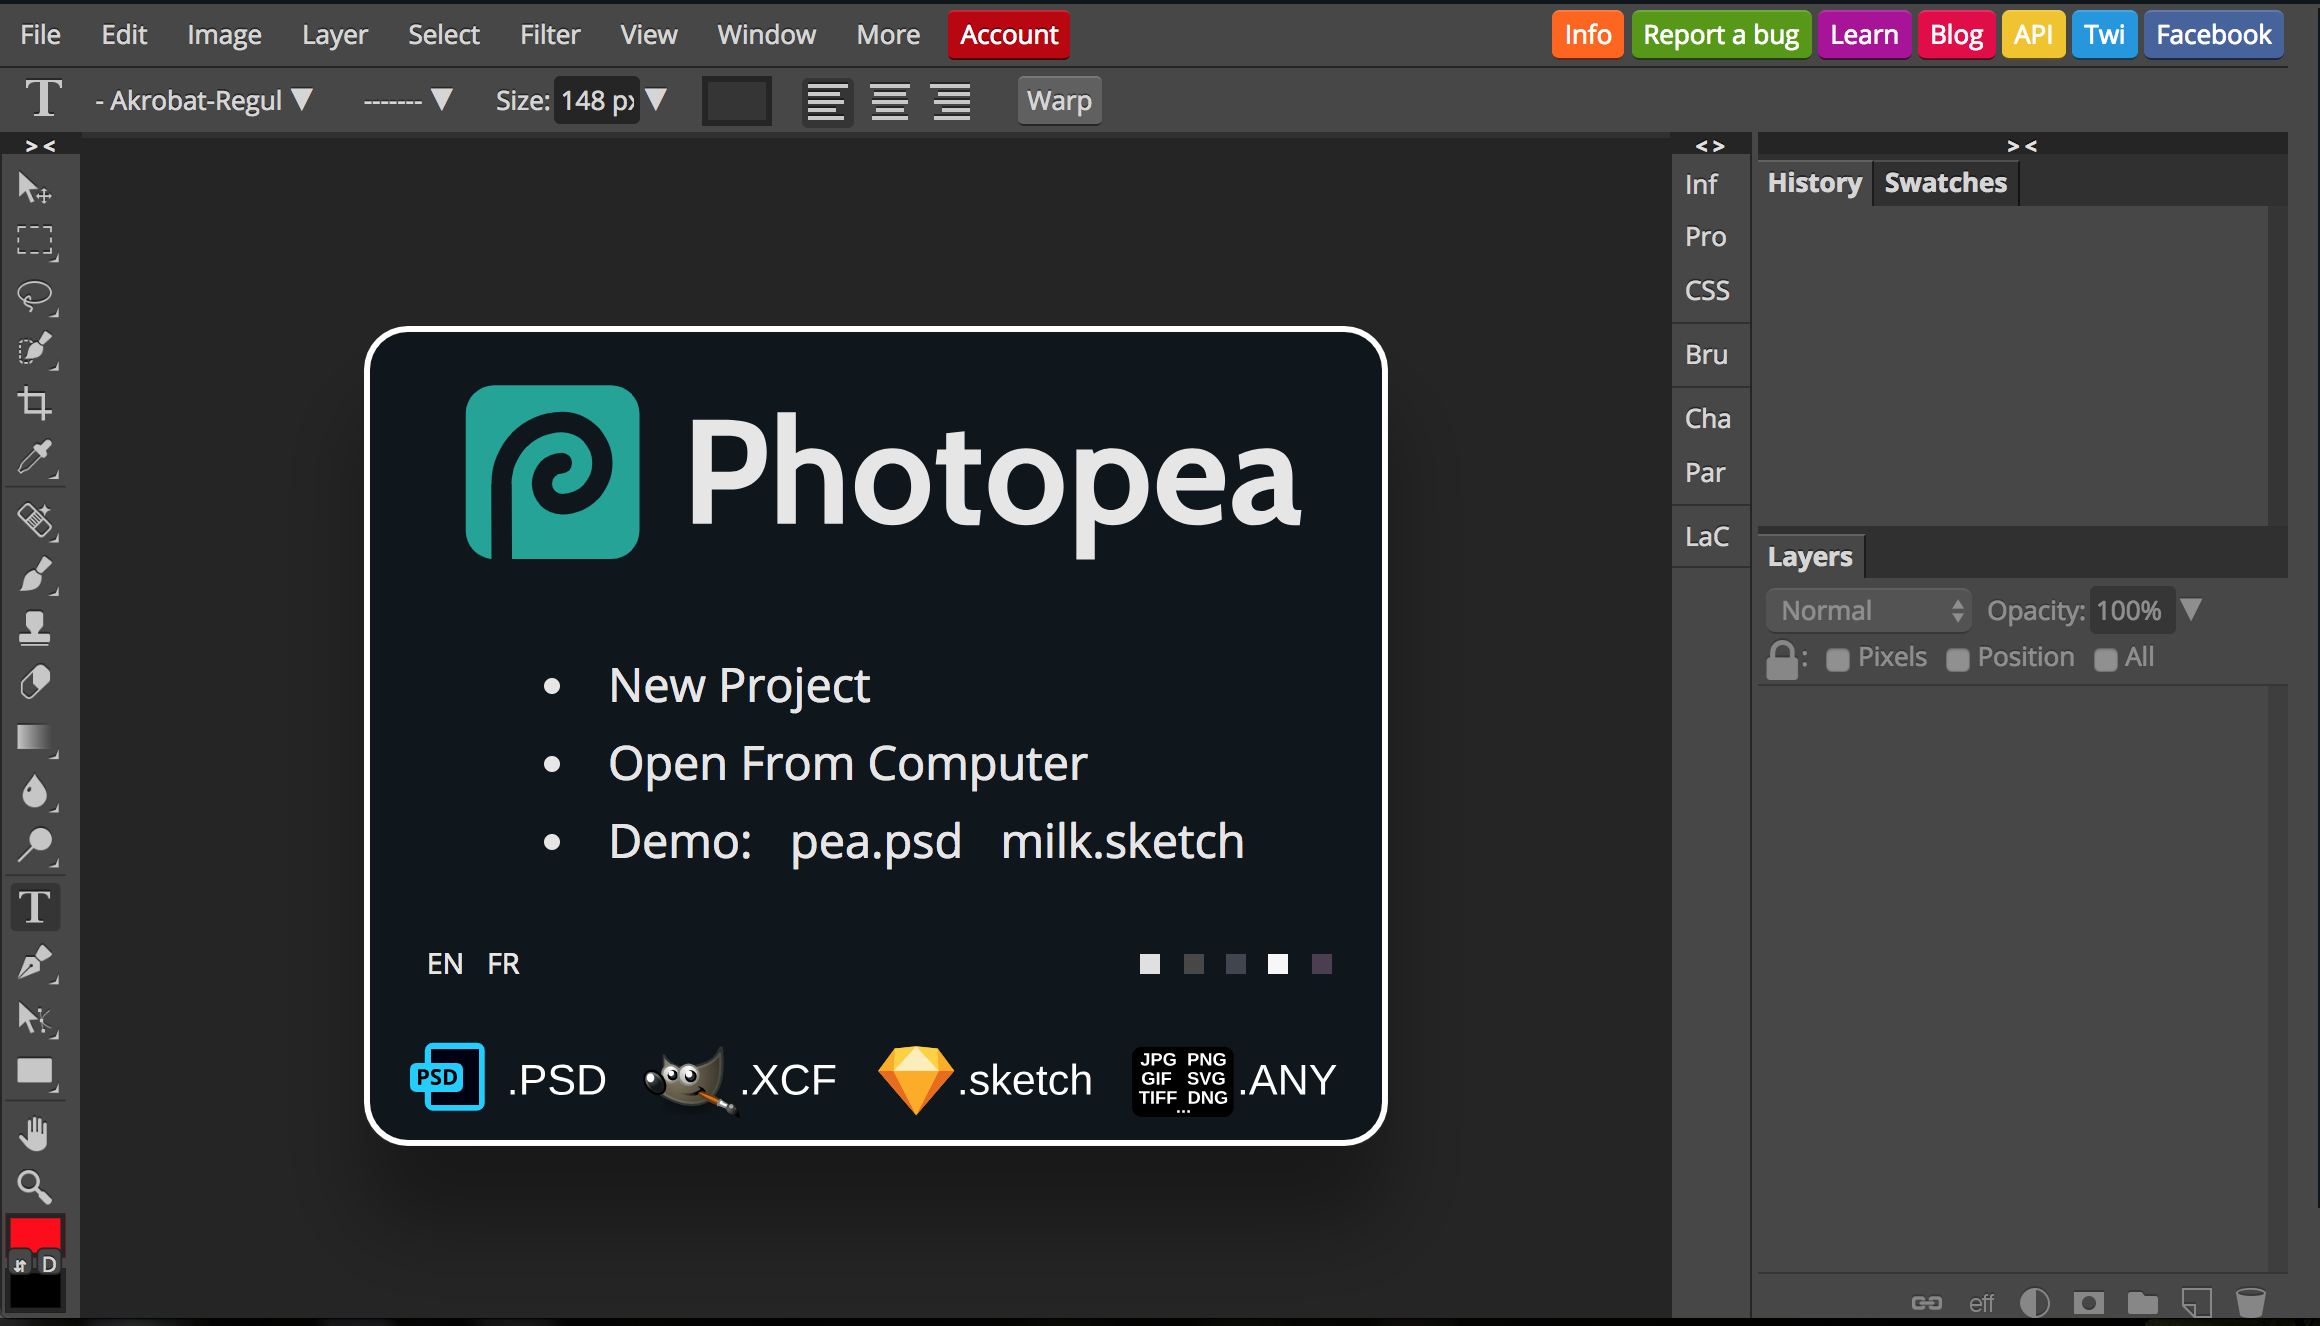 File Edit Image Layer Select Filter View Window More Account Info Report a bug Learn Blog API Twi Facebook
T - Akrobat-Regul ------- Size: 148 px Warp
> < < > > <
Inf History Swatches
Pro
CSS
Bru
Cha
Par
LaC
Layers
Normal Opacity: 100%
: Pixels Position All
Photopea
• New Project
• Open From Computer
• Demo: pea.psd milk.sketch
T
EN FR
PSD .PSD .XCF .sketch JPG PNG
GIF SVG
TIFF DNG
... .ANY
D
eff